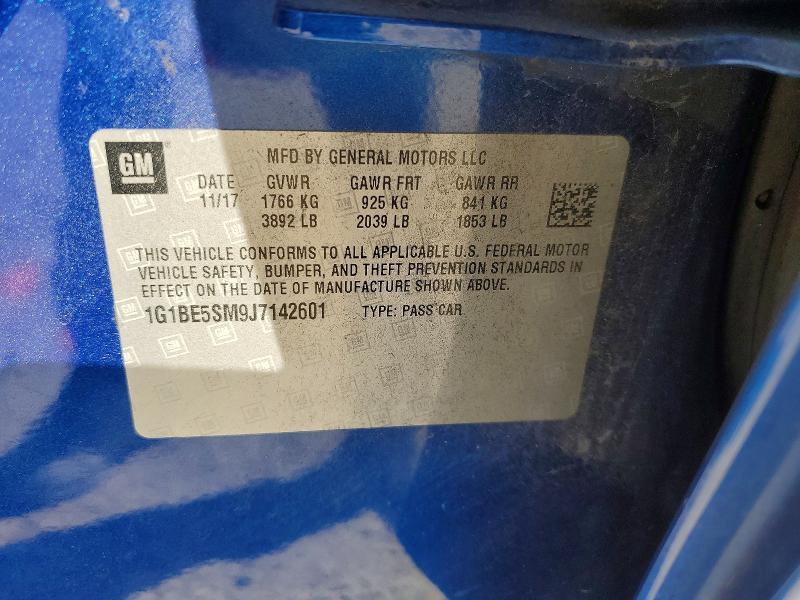 GM
MFD BY GENERAL MOTORS LLC
DATE GVWR GAWR FRT GAWR RR
11/17 1766 KG 925 KG 841 KG
3892 LB 2039 LB 1853 LB
THIS VEHICLE CONFORMS TO ALL APPLICABLE U.S. FEDERAL MOTOR
VEHICLE SAFETY, BUMPER, AND THEFT PREVENTION STANDARDS IN
EFFECT ON THE DATE OF MANUFACTURE SHOWN ABOVE.
1G1BE5SM9J7142601 TYPE: PASS CAR